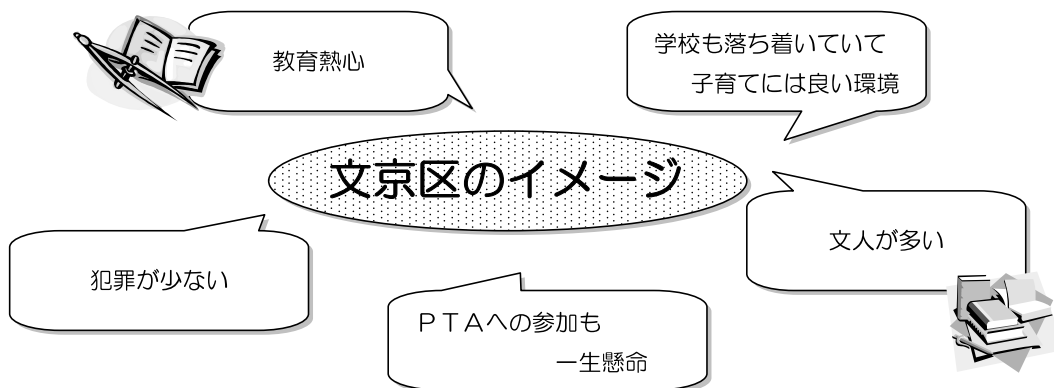 教育熱心
学校も落ち着いていて
子育てには良い環境
文京区のイメージ
文人が多い
犯罪が少ない
ＰＴＡへの参加も
一生懸命